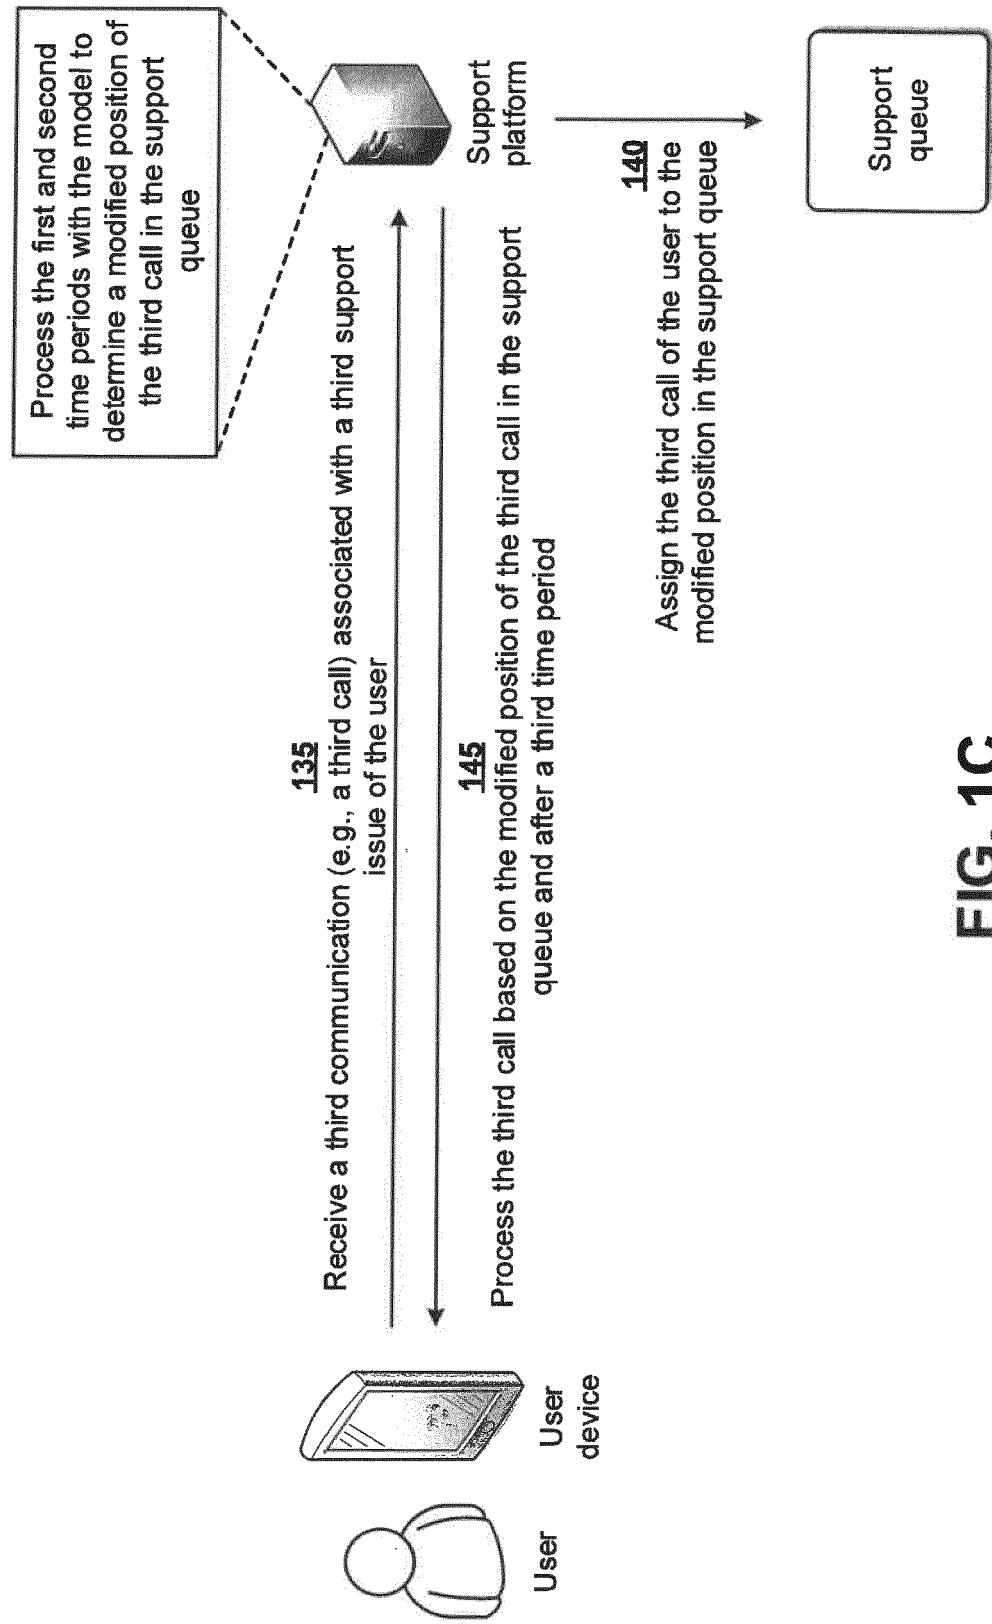 Process the first and second
time periods with the model to
determine a modified position of
the third call in the support
queue
135
Receive a third communication (e.g., a third call) associated with a third support
issue of the user
145
Process the third call based on the modified position of the third call in the support
queue and after a third time period
User
User
device
Support
platform
140
Assign the third call of the user to the
modified position in the support queue
Support
queue
FIG. 1C